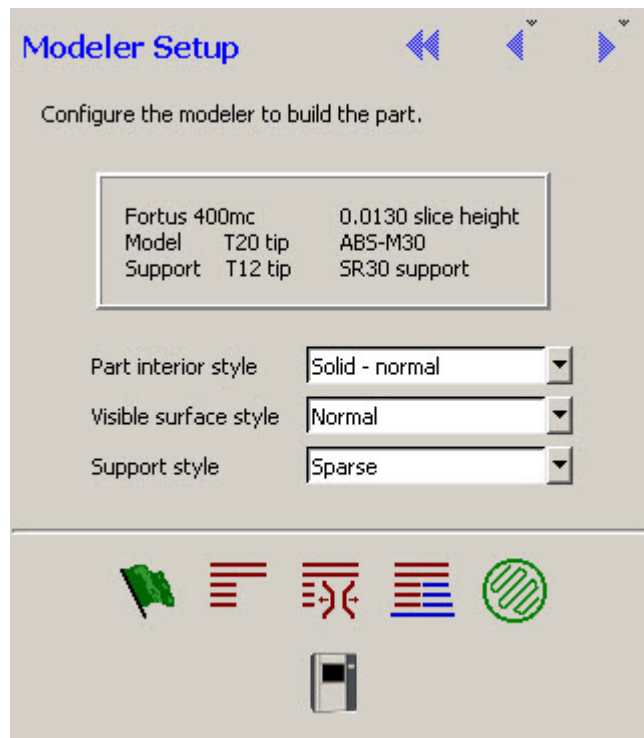 Modeler Setup
Configure the modeler to build the part.
Fortus 400mc 0.0130 slice height
Model T20 tip ABS-M30
Support T12 tip SR30 support
Part interior style Solid - normal
Visible surface style Normal
Support style Sparse